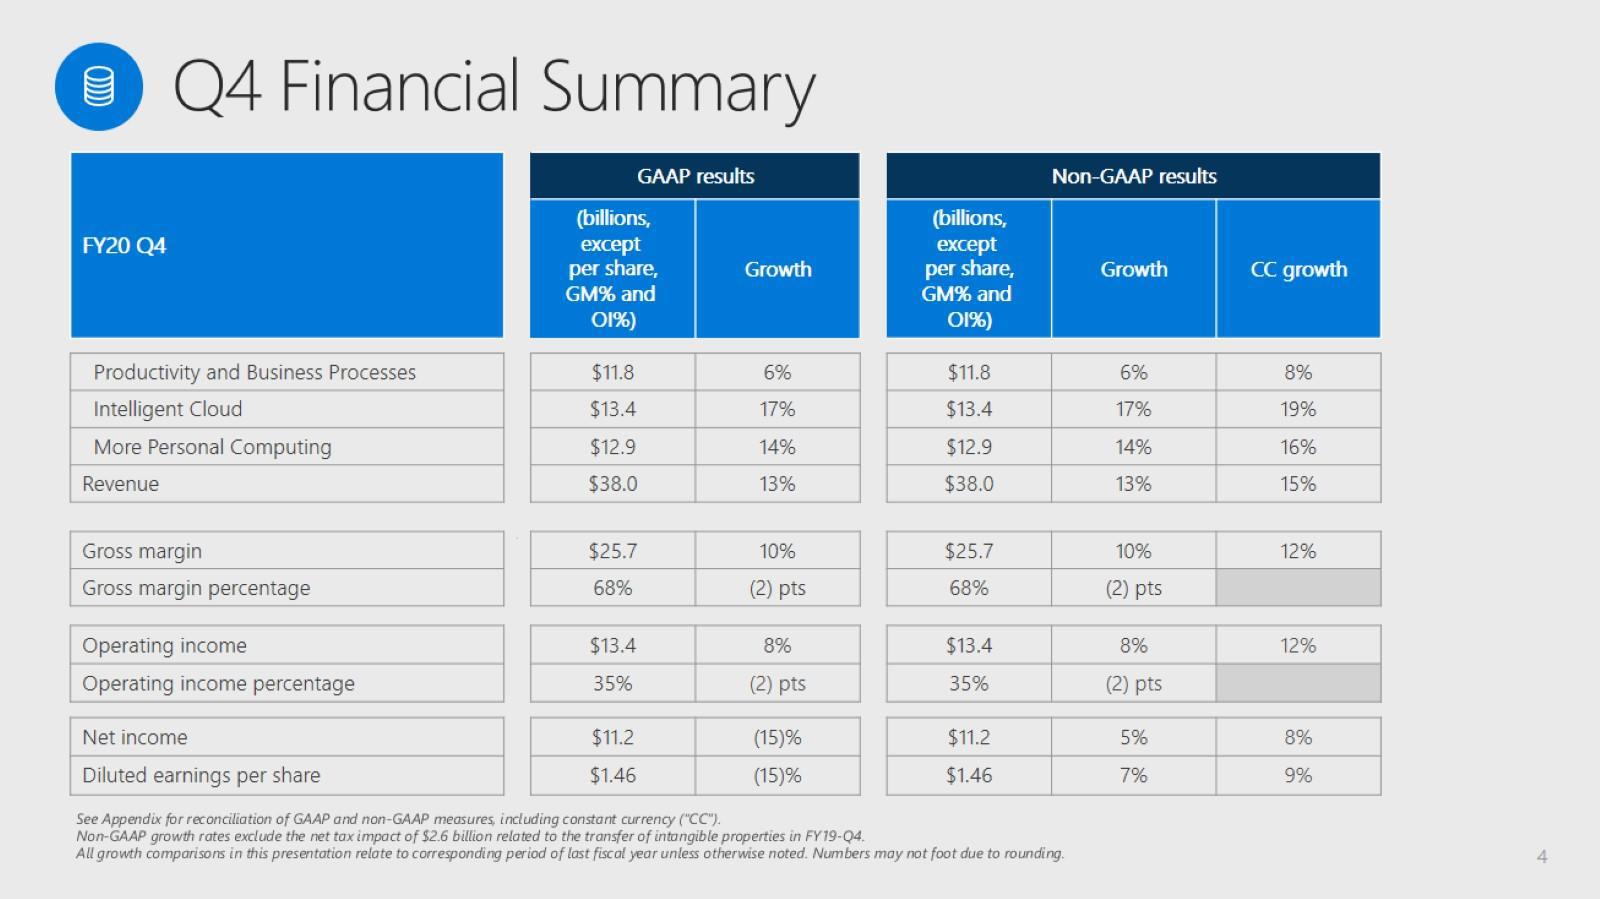 Q4 Financial Summary
GAAP results
Non-GAAP results
FY20 Q4
(billions,
except
per share,
GM% and
OI%)
Growth
(billions,
except
per share,
GM% and
OI%)
Growth
CC growth
Productivity and Business Processes $11.8 6% $11.8 6% 8%
Intelligent Cloud $13.4 17% $13.4 17% 19%
More Personal Computing $12.9 14% $12.9 14% 16%
Revenue $38.0 13% $38.0 13% 15%
Gross margin $25.7 10% $25.7 10% 12%
Gross margin percentage 68% (2) pts 68% (2) pts
Operating income $13.4 8% $13.4 8% 12%
Operating income percentage 35% (2) pts 35% (2) pts
Net income $11.2 (15)% $11.2 5% 8%
Diluted earnings per share $1.46 (15)% $1.46 7% 9%
See Appendix for reconciliation of GAAP and non-GAAP measures, including constant currency ("CC").
Non-GAAP growth rates exclude the net tax impact of $2.6 billion related to the transfer of intangible properties in FY19-Q4.
All growth comparisons in this presentation relate to corresponding period of last fiscal year unless otherwise noted. Numbers may not foot due to rounding.
4